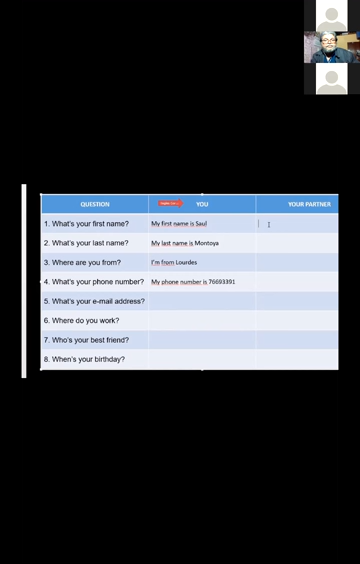 QUESTION YOU YOUR PARTNER
1. What's your first name? My first name is Saul
2. What's your last name? My last name is Montoya
3. Where are you from? I'm from Lourdes
4. What's your phone number? My phone number is 76693391
5. What's your e-mail address?
6. Where do you work?
7. Who's your best friend?
8. When's your birthday?